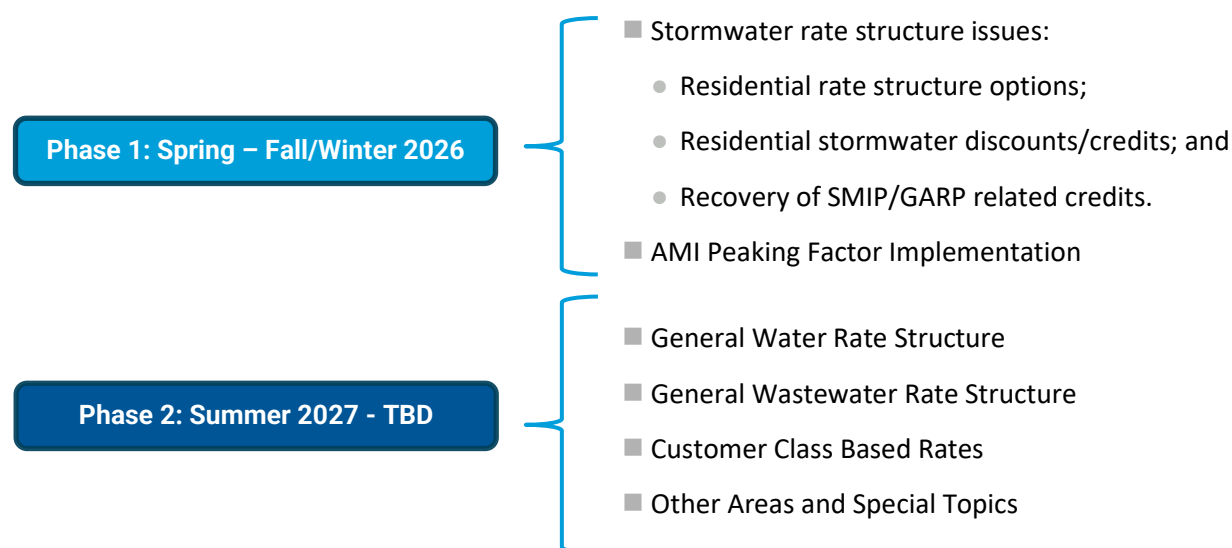 Phase 1: Spring – Fall/Winter 2026
Stormwater rate structure issues:
Residential rate structure options;
Residential stormwater discounts/credits; and
Recovery of SMIP/GARP related credits.
AMI Peaking Factor Implementation
Phase 2: Summer 2027 - TBD
General Water Rate Structure
General Wastewater Rate Structure
Customer Class Based Rates
Other Areas and Special Topics